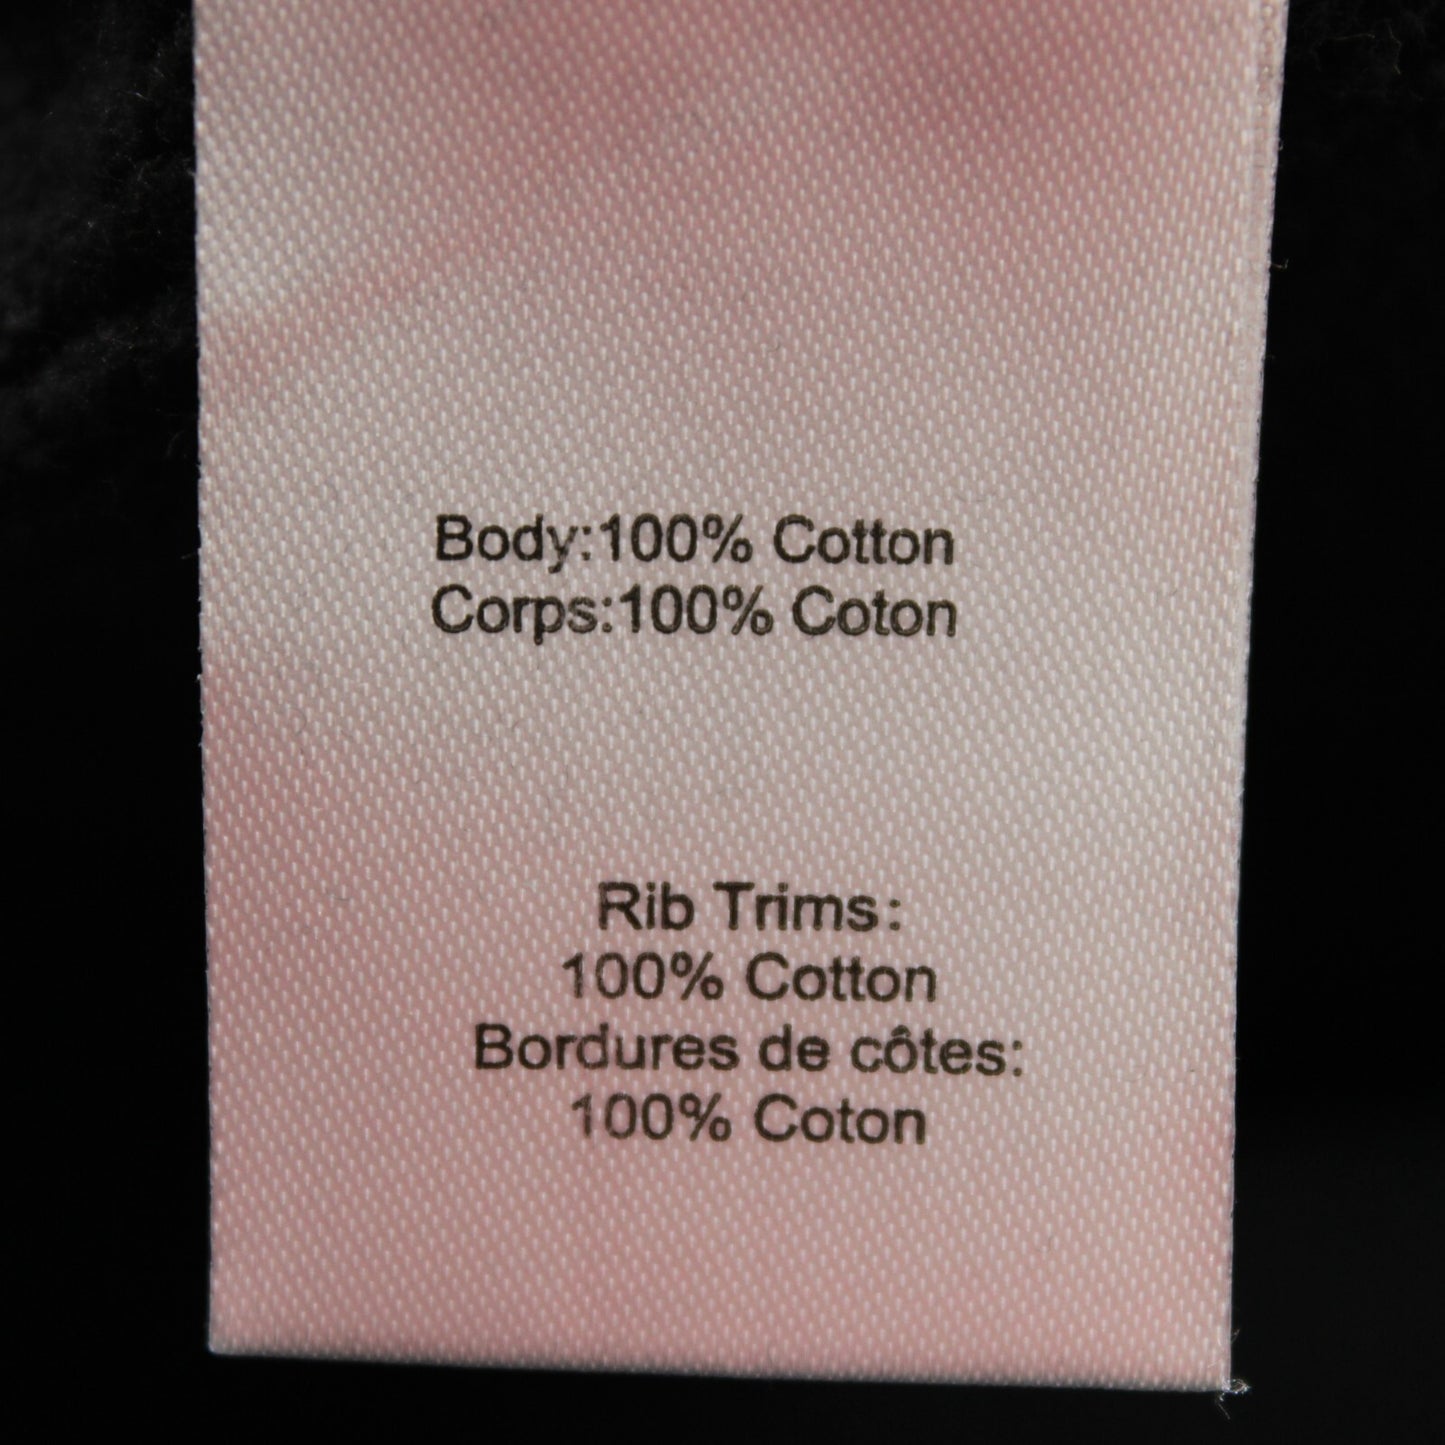 Body:100% Cotton
Corps:100% Coton
Rib Trims:
100% Cotton
Bordures de côtes:
100% Coton